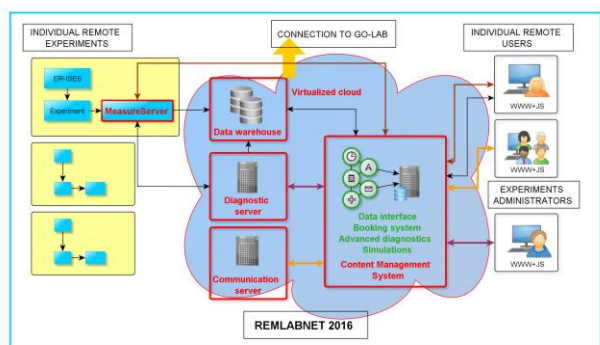 INDIVIDUAL REMOTE
EXPERIMENTS
CONNECTION TO GO-LAB
INDIVIDUAL REMOTE
USERS
ER-ISES
Experiment
MeasureServer
Virtualized cloud
Data warehouse
WWW+JS
Diagnostic
server
A
Data interface
Booking system
Advanced diagnostics
Simulations
Content Management
System
WWW+JS
EXPERIMENTS
ADMINISTRATORS
Communication
server
WWW+JS
REMLABNET 2016